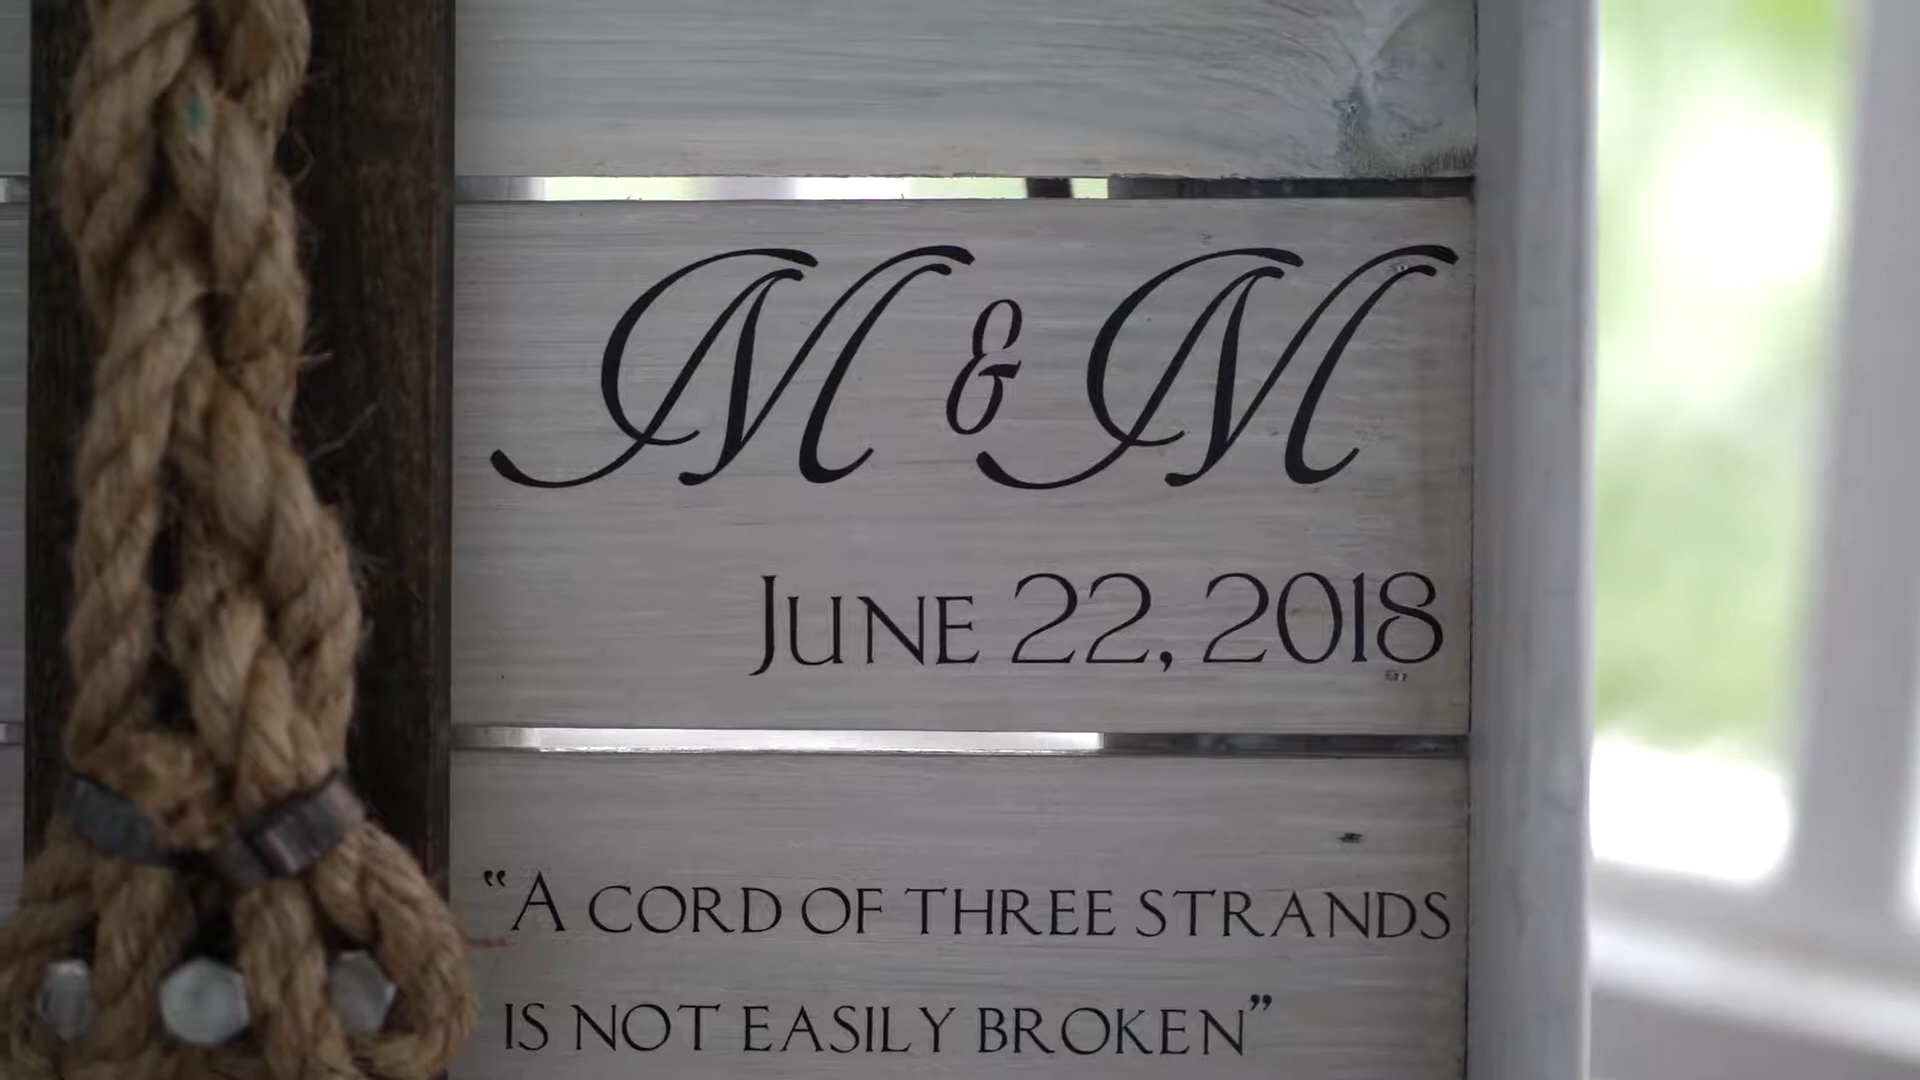 M & M
June 22, 2018
“A cord of three strands
is not easily broken”